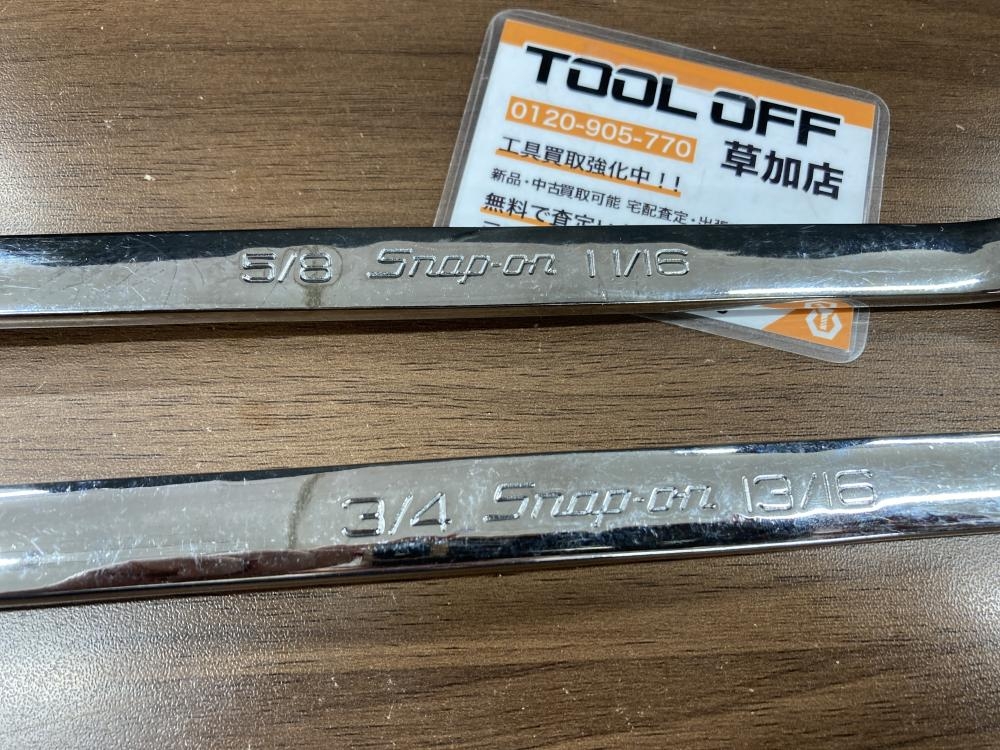 TOOL OFF
0120-905-770
草加店
工具買取強化中!!
新品・中古買取可能 宅配査定・出張
無料で査定
5/8 Snap-on 11/16
3/4 Snap-on 13/16